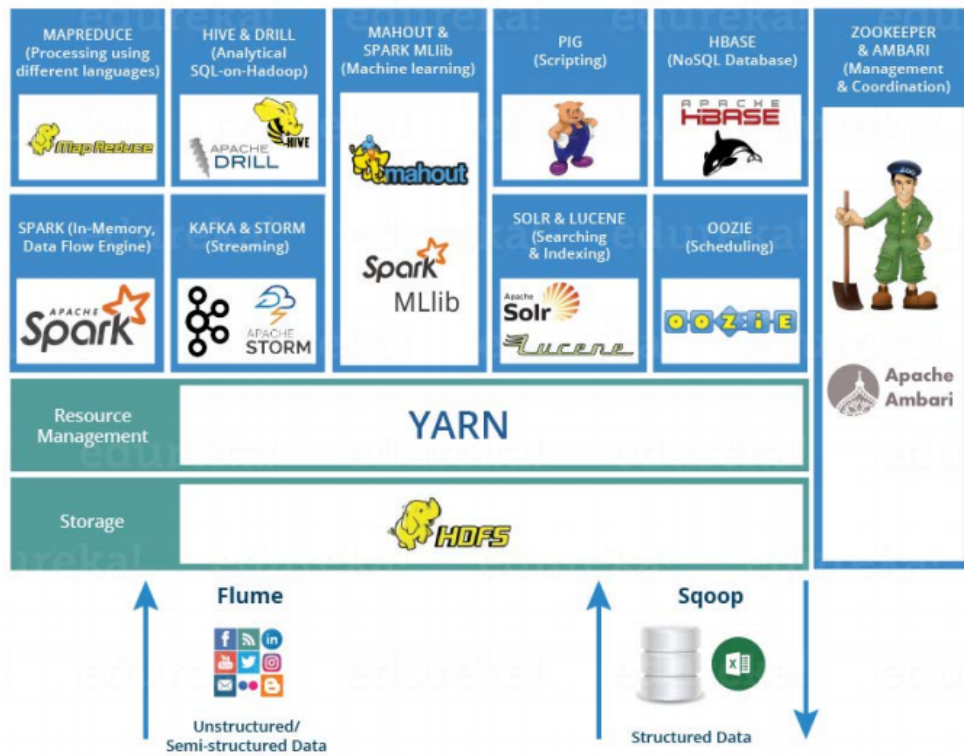 MAPREDUCE
(Processing using
different languages)
Map Reduce
HIVE & DRILL
(Analytical
SQL-on-Hadoop)
HIVE
APACHE
DRILL
MAHOUT &
SPARK MLlib
(Machine learning)
mahout
Spark
MLlib
PIG
(Scripting)
HBASE
(NoSQL Database)
APACHE
HBASE
ZOOKEEPER
& AMBARI
(Management
& Coordination)
ZOO
Apache
Ambari
SPARK (In-Memory,
Data Flow Engine)
APACHE
Spark
KAFKA & STORM
(Streaming)
APACHE
STORM
SOLR & LUCENE
(Searching
& Indexing)
Apache
Solr
Lucene
OOZIE
(Scheduling)
OOZiE
Resource
Management
YARN
Storage
HDFS
Flume
Unstructured/
Semi-structured Data
Sqoop
Structured Data
edureka!